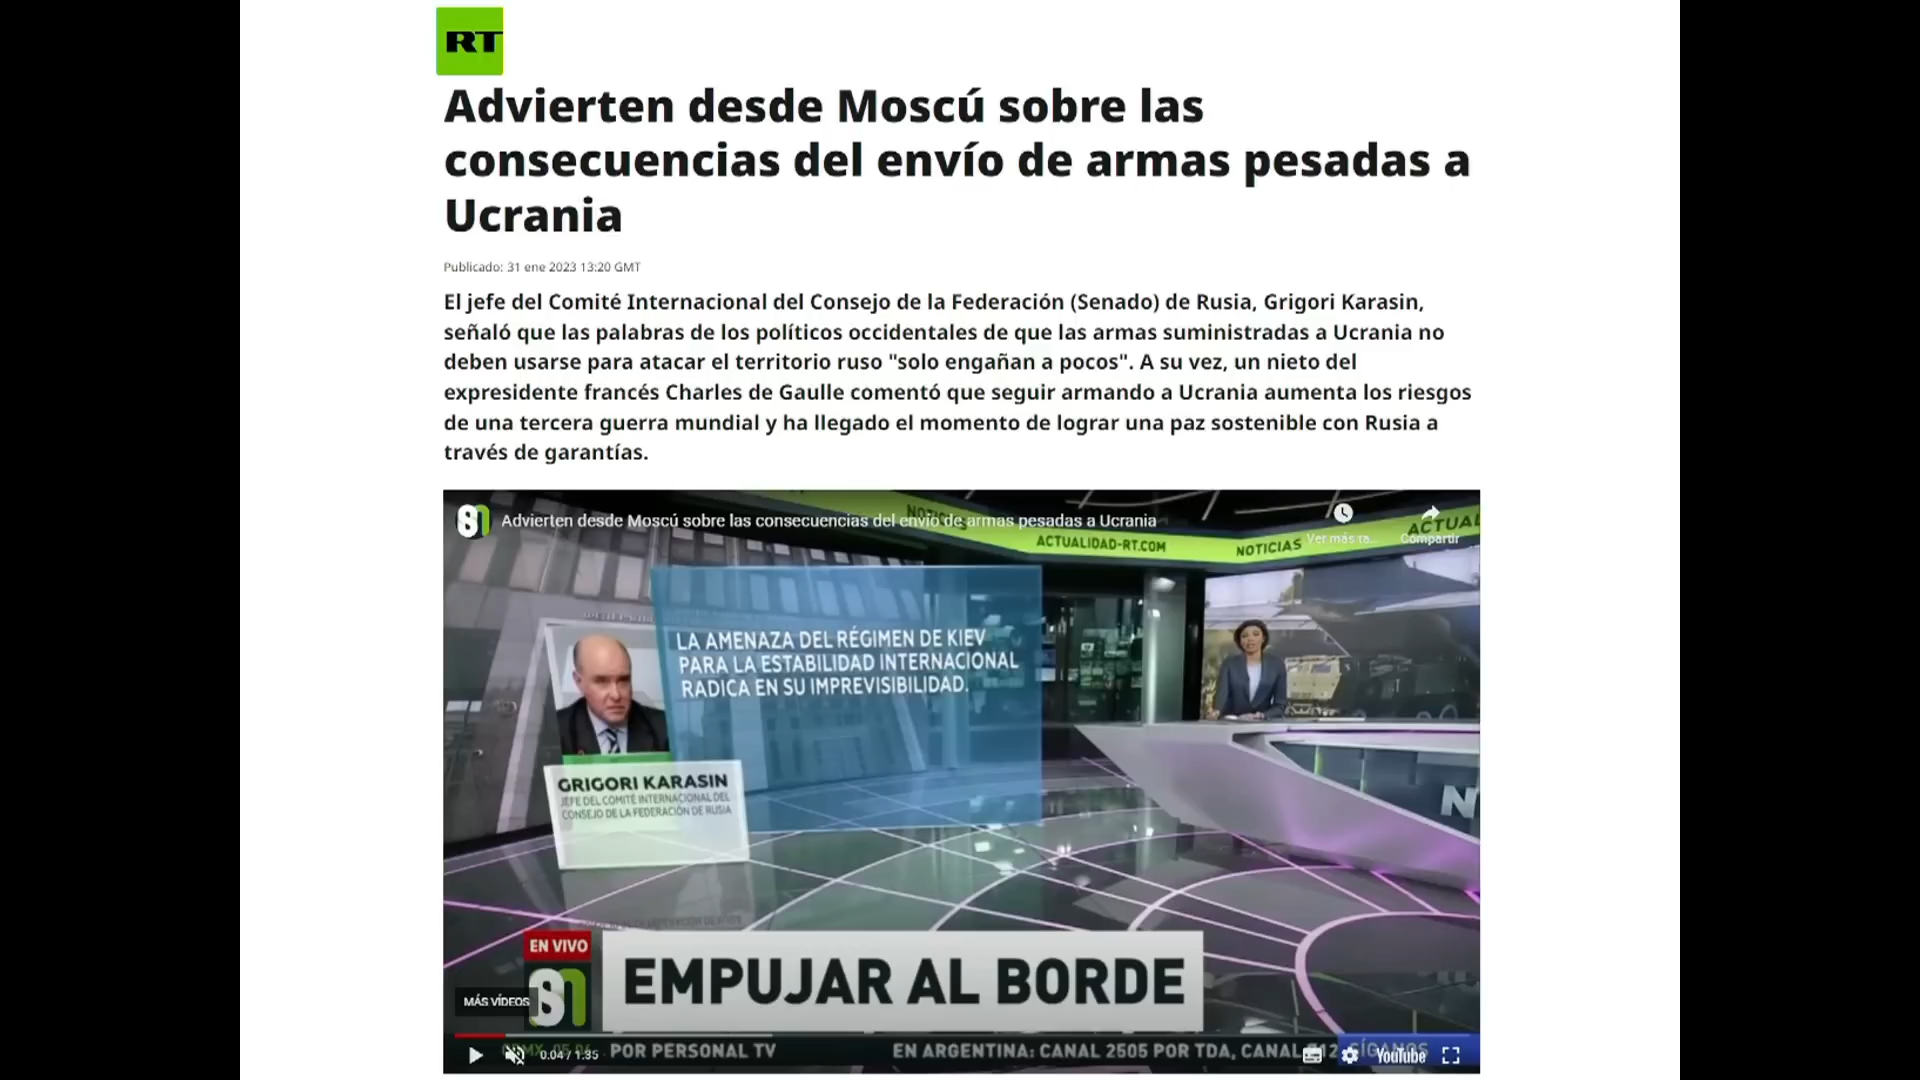 RT
Advierten desde Moscú sobre las
consecuencias del envío de armas pesadas a
Ucrania
Publicado: 31 ene 2023 13:20 GMT
El jefe del Comité Internacional del Consejo de la Federación (Senado) de Rusia, Grigori Karasin,
señaló que las palabras de los políticos occidentales de que las armas suministradas a Ucrania no
deben usarse para atacar el territorio ruso "solo engañan a pocos". A su vez, un nieto del
expresidente francés Charles de Gaulle comentó que seguir armando a Ucrania aumenta los riesgos
de una tercera guerra mundial y ha llegado el momento de lograr una paz sostenible con Rusia a
través de garantías.
Advierten desde Moscú sobre las consecuencias del envío de armas pesadas a Ucrania
NOTICIAS
ACTUALIDAD-RT.COM
NOTICIAS
ACTUAL
Ver más ta...
Compartir
LA AMENAZA DEL RÉGIMEN DE KIEV
PARA LA ESTABILIDAD INTERNACIONAL
RADICA EN SU IMPREVISIBILIDAD.
GRIGORI KARASIN
JEFE DEL COMITÉ INTERNACIONAL DEL
CONSEJO DE LA FEDERACIÓN DE RUSIA
N
EN VIVO
EMPUJAR AL BORDE
MÁS VÍDEOS
0:04 / 1:35
POR PERSONAL TV
EN ARGENTINA: CANAL 2505 POR TDA, CANAL 712
SÍGANOS
YouTube